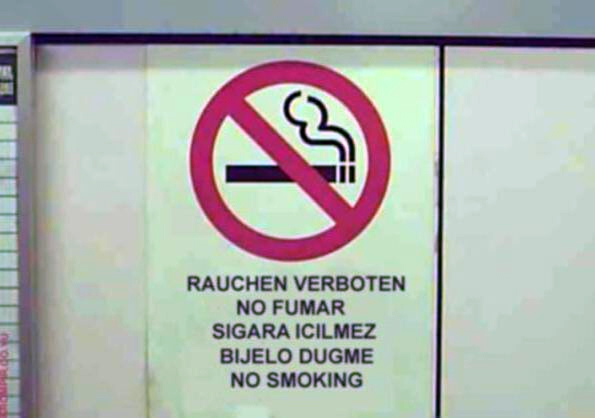 RAUCHEN VERBOTEN
NO FUMAR
SIGARA ICILMEZ
BIJELO DUGME
NO SMOKING